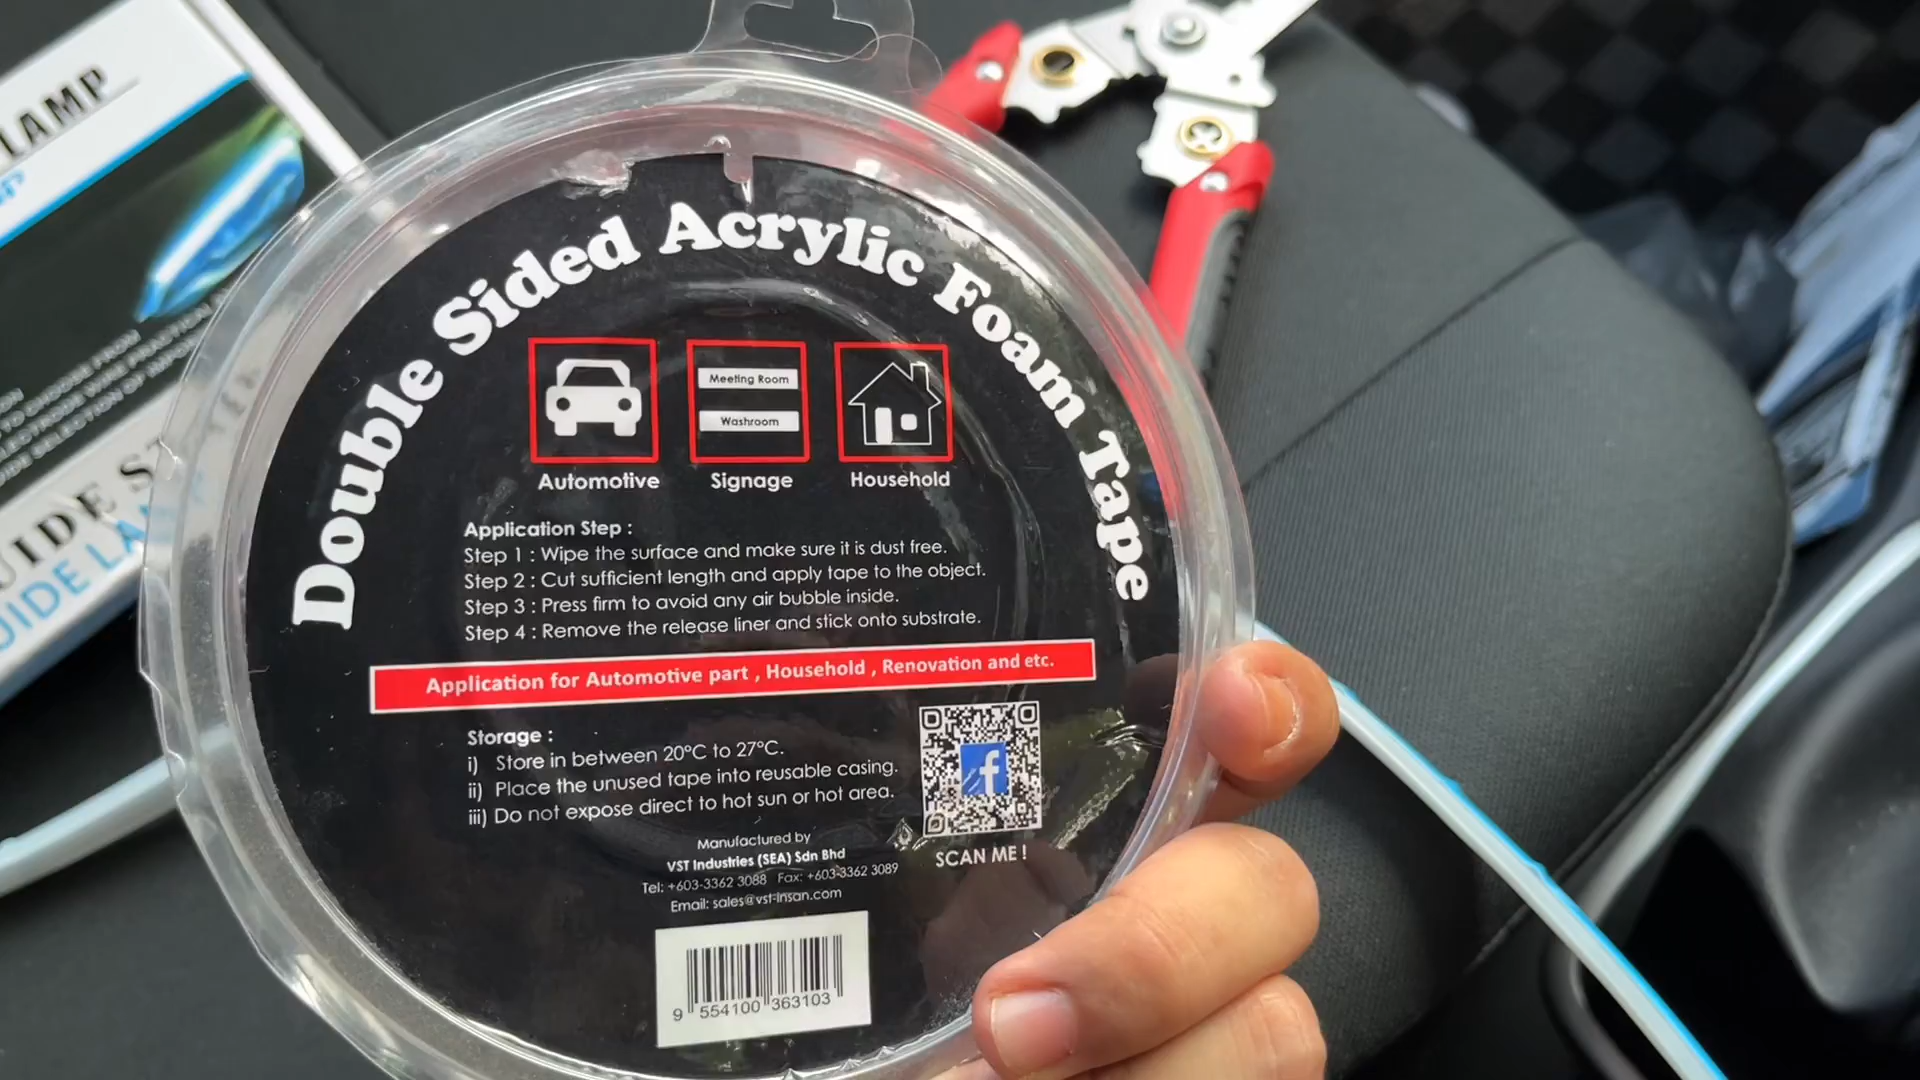 LAMP
TO CHOOSE FROM
Double Sided Acrylic Foam Tape
Meeting Room
Washroom
Automotive
Signage
Household
Application Step :
Step 1 : Wipe the surface and make sure it is dust free.
Step 2 : Cut sufficient length and apply tape to the object.
Step 3 : Press firm to avoid any air bubble inside.
Step 4 : Remove the release liner and stick onto substrate.
Application for Automotive part , Household , Renovation and etc.
Storage :
i) Store in between 20°C to 27°C.
ii) Place the unused tape into reusable casing.
iii) Do not expose direct to hot sun or hot area.
SCAN ME !
Manufactured by
VST Industries (SEA) Sdn Bhd
Tel: +603-3362 3088 Fax: +603-3362 3089
Email: sales@vst-insan.com
9 554100 363103